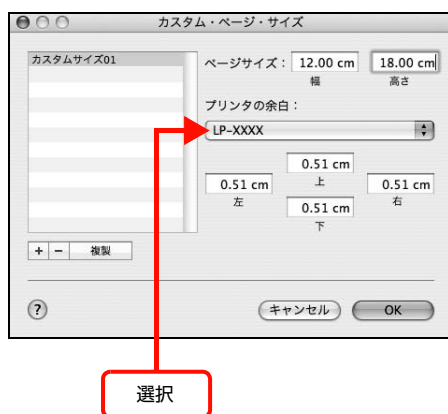 カスタム・ページ・サイズ
カスタムサイズ01
ページサイズ： 12.00 cm 18.00 cm
幅 高さ
プリンタの余白：
LP-XXXX
0.51 cm
上
0.51 cm 0.51 cm
左 右
0.51 cm
下
+ - 複製
? キャンセル OK
選択